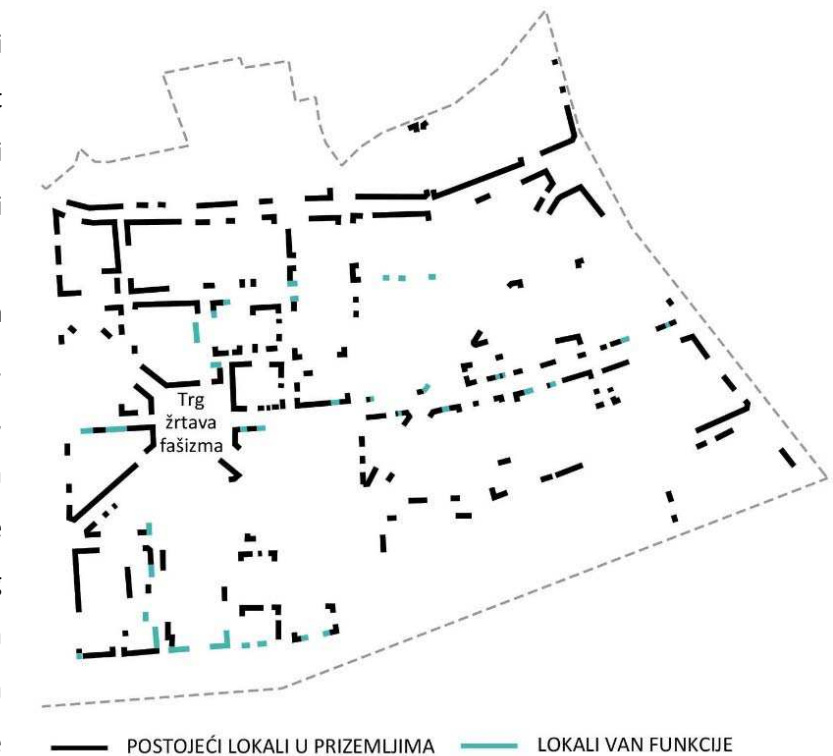 Trg
žrtava
fašizma
POSTOJEĆI LOKALI U PRIZEMLJIMA
LOKALI VAN FUNKCIJE